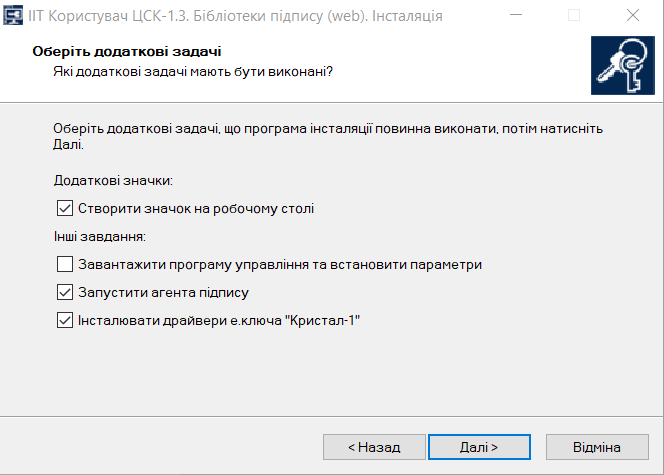 ІІТ Користувач ЦСК-1.3. Бібліотеки підпису (web). Інсталяція
Оберіть додаткові задачі
Які додаткові задачі мають бути виконані?
Оберіть додаткові задачі, що програма інсталяції повинна виконати, потім натисніть
Далі.
Додаткові значки:
Створити значок на робочому столі
Інші завдання:
Завантажити програму управління та встановити параметри
Запустити агента підпису
Інсталювати драйвери е.ключа "Кристал-1"
< Назад
Далі >
Відміна